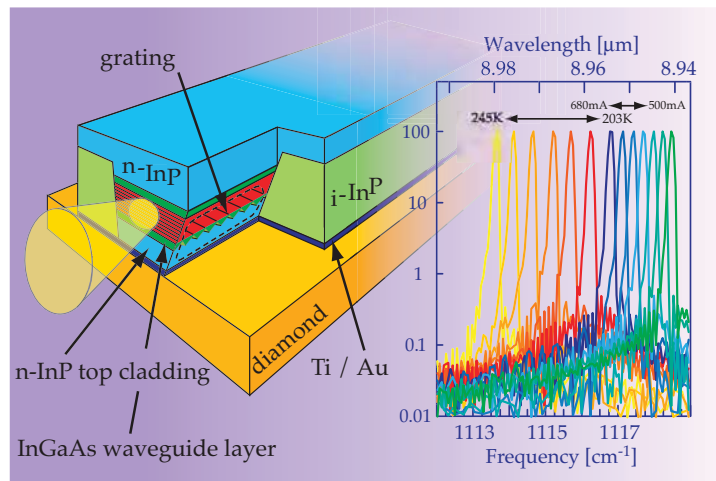 grating
n-InP
i-InP
diamond
Ti / Au
n-InP top cladding
InGaAs waveguide layer
Wavelength [μm]
8.98 8.96 8.94
680mA 500mA
245K 203K
100
10
1
0.1
0.01
1113 1115 1117
Frequency [cm⁻¹]